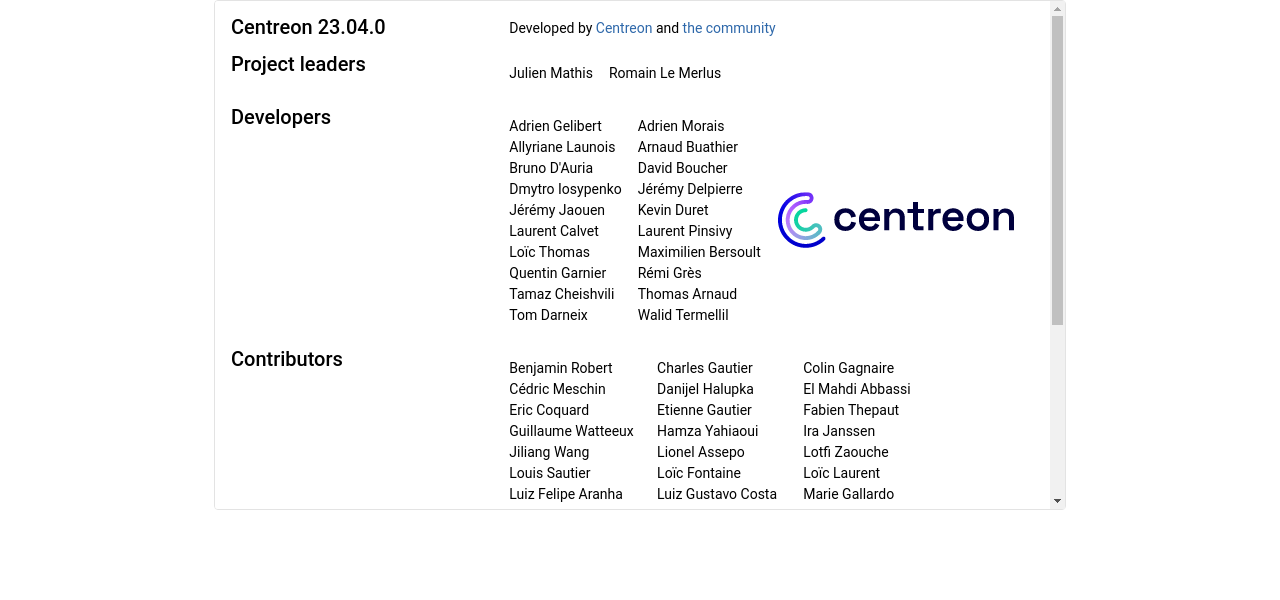 Centreon 23.04.0 Developed by Centreon and the community
Project leaders
Julien Mathis Romain Le Merlus
Developers
Adrien Gelibert Adrien Morais
Allyriane Launois Arnaud Buathier
Bruno D'Auria David Boucher
Dmytro Iosypenko Jérémy Delpierre
Jérémy Jaouen Kevin Duret
Laurent Calvet Laurent Pinsivy
Loïc Thomas Maximilien Bersoult
Quentin Garnier Rémi Grès
Tamaz Cheishvili Thomas Arnaud
Tom Darneix Walid Termellil
centreon
Contributors
Benjamin Robert Charles Gautier Colin Gagnaire
Cédric Meschin Danijel Halupka El Mahdi Abbassi
Eric Coquard Etienne Gautier Fabien Thepaut
Guillaume Watteeux Hamza Yahiaoui Ira Janssen
Jiliang Wang Lionel Assepo Lotfi Zaouche
Louis Sautier Loïc Fontaine Loïc Laurent
Luiz Felipe Aranha Luiz Gustavo Costa Marie Gallardo